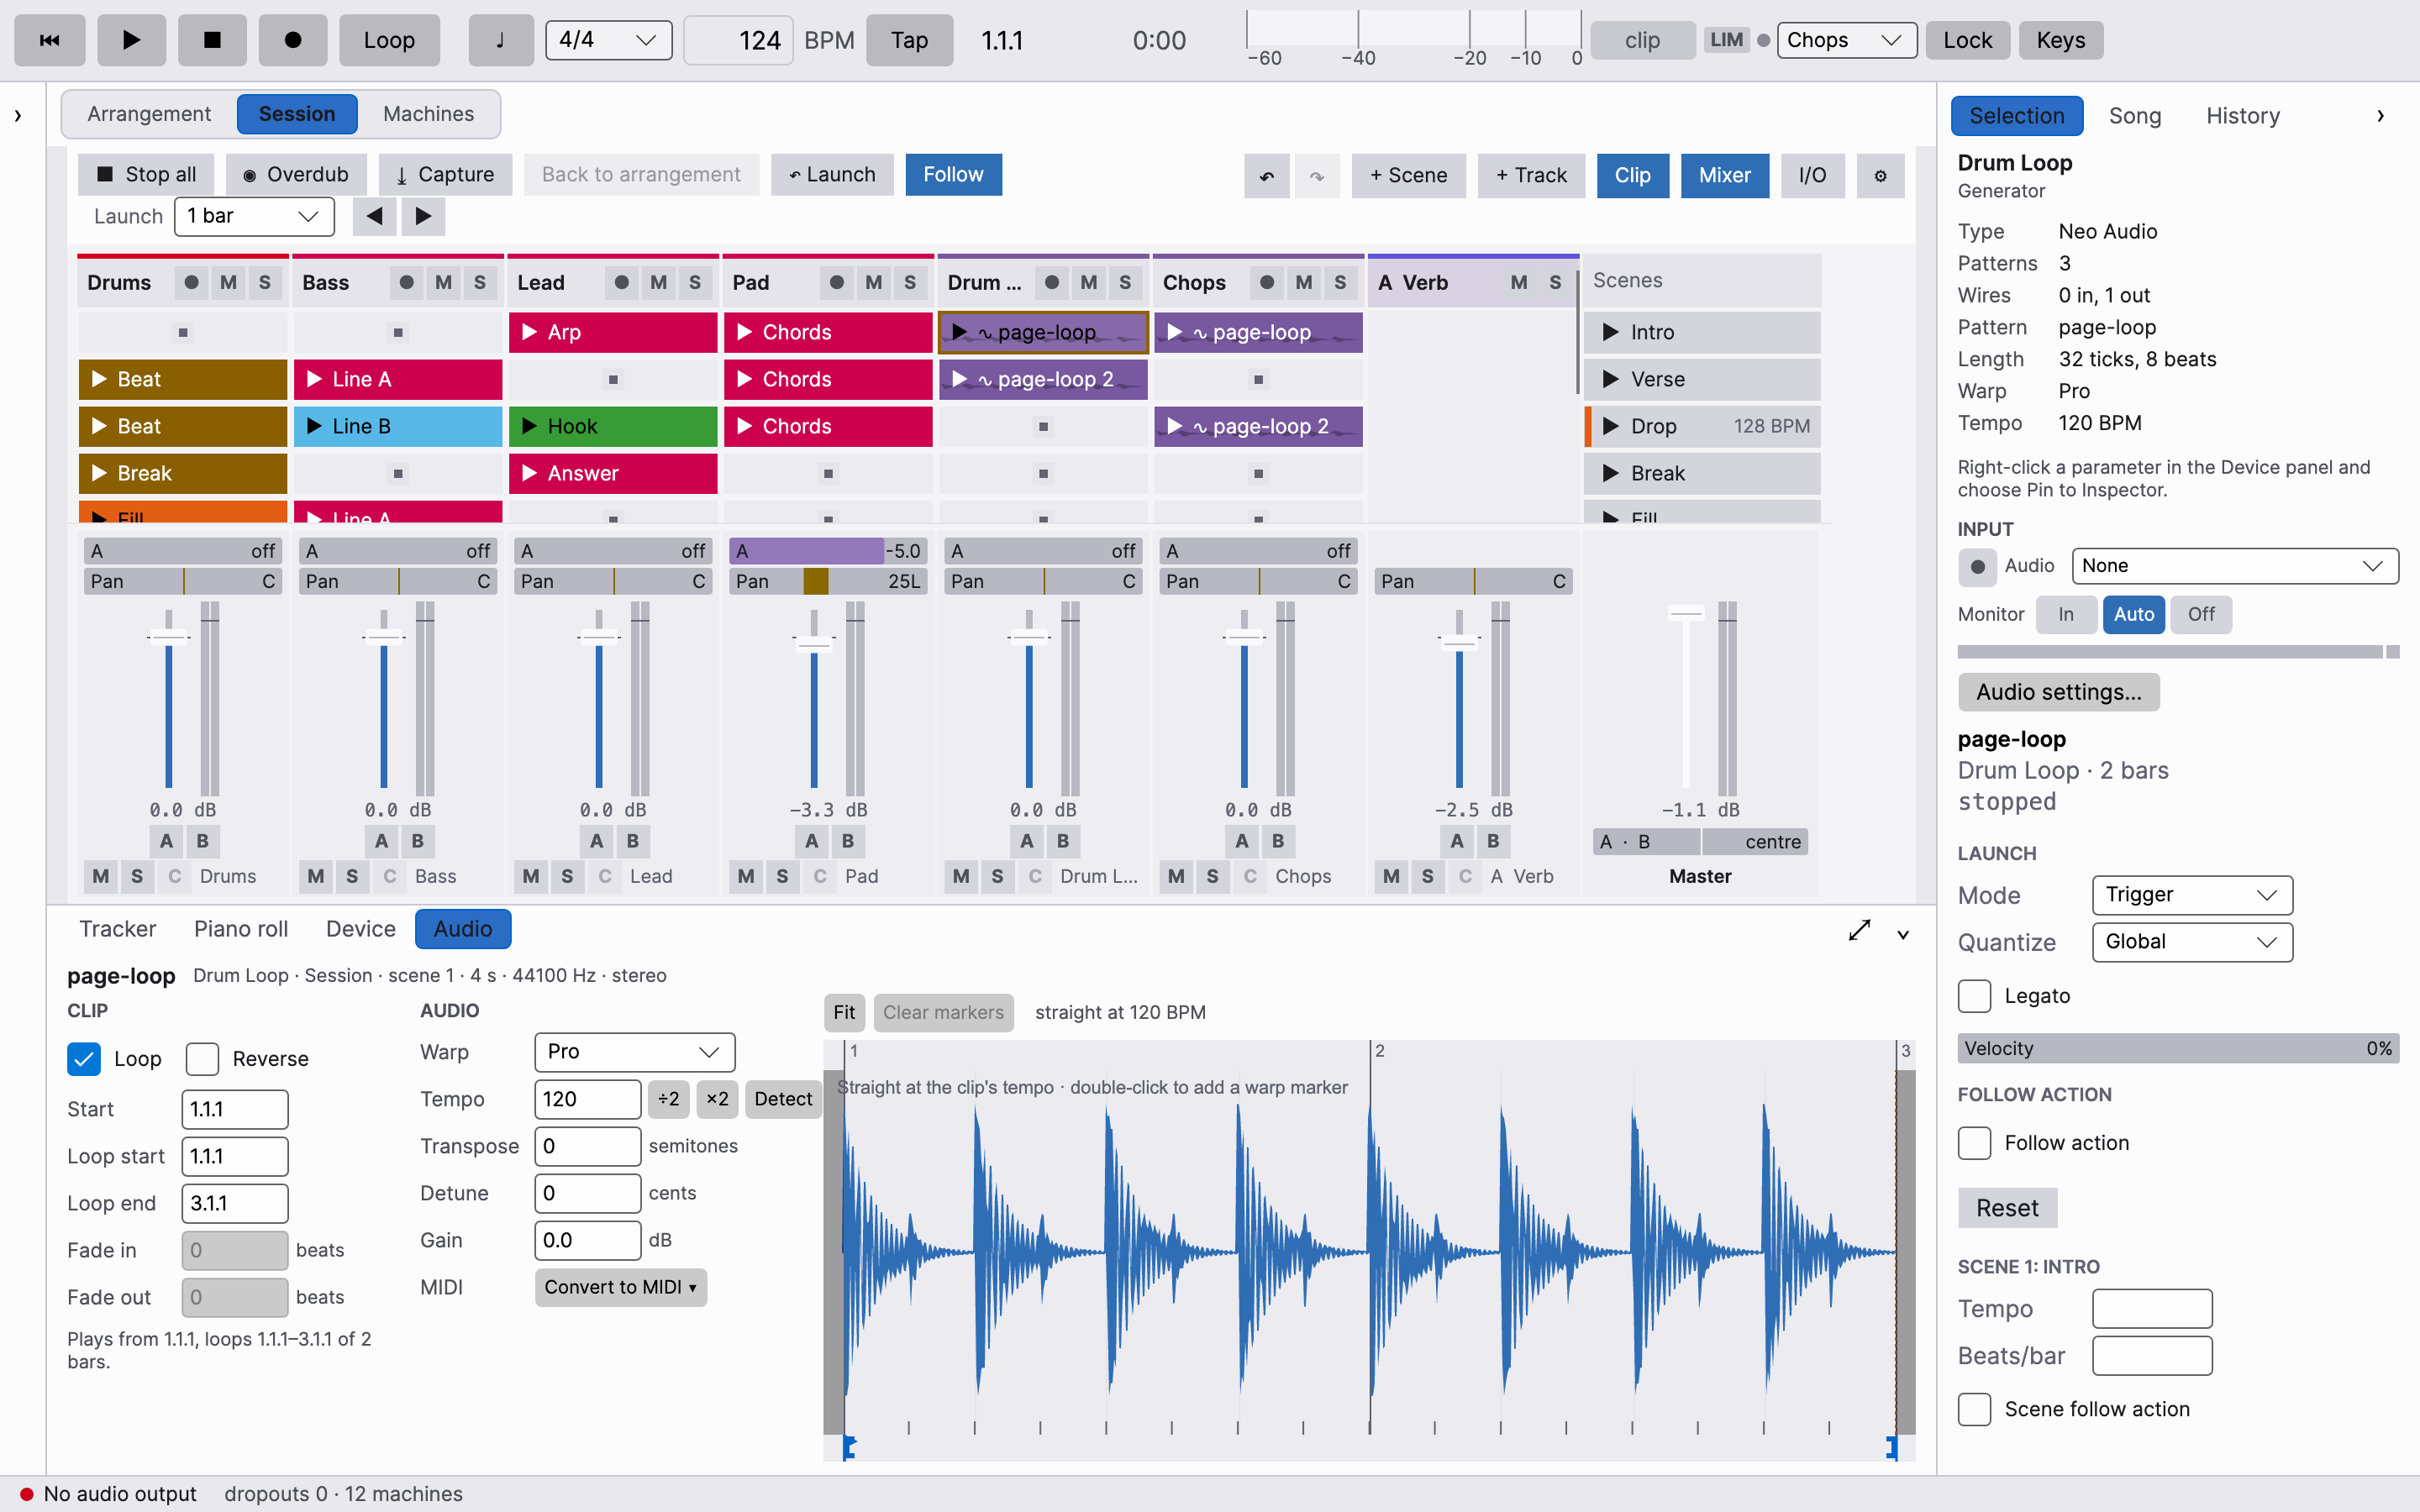 Loop 4/4 124 BPM Tap 1.1.1 0:00 −60 −40 −20 −10 0 clip LIM Chops Lock Keys
Arrangement Session Machines
Stop all Overdub Capture Back to arrangement Launch Follow + Scene + Track Clip Mixer I/O
Launch 1 bar
Drums M S Bass M S Lead M S Pad M S Drum ... M S Chops M S A Verb M S Scenes
Arp Chords page-loop page-loop Intro
Beat Line A Chords page-loop 2 Verse
Beat Line B Hook Chords page-loop 2 Drop 128 BPM
Break Answer Break
Fill Line A Fill
A off A off A off A -5.0 A off A off
Pan C Pan C Pan C Pan 25L Pan C Pan C Pan C
0.0 dB 0.0 dB 0.0 dB −3.3 dB 0.0 dB 0.0 dB −2.5 dB −1.1 dB
A B A B A B A B A B A B A B A · B centre
M S C Drums M S C Bass M S C Lead M S C Pad M S C Drum L... M S C Chops M S C A Verb Master
Tracker Piano roll Device Audio
page-loop Drum Loop · Session · scene 1 · 4 s · 44100 Hz · stereo
CLIP
Loop Reverse
Start 1.1.1
Loop start 1.1.1
Loop end 3.1.1
Fade in 0 beats
Fade out 0 beats
Plays from 1.1.1, loops 1.1.1–3.1.1 of 2
bars.
AUDIO
Warp Pro
Tempo 120 ÷2 ×2 Detect
Transpose 0 semitones
Detune 0 cents
Gain 0.0 dB
MIDI Convert to MIDI
Fit Clear markers straight at 120 BPM
1 2 3
Straight at the clip's tempo · double-click to add a warp marker
Selection Song History
Drum Loop
Generator
Type Neo Audio
Patterns 3
Wires 0 in, 1 out
Pattern page-loop
Length 32 ticks, 8 beats
Warp Pro
Tempo 120 BPM
Right-click a parameter in the Device panel and
choose Pin to Inspector.
INPUT
Audio None
Monitor In Auto Off
Audio settings...
page-loop
Drum Loop · 2 bars
stopped
LAUNCH
Mode Trigger
Quantize Global
Legato
Velocity 0%
FOLLOW ACTION
Follow action
Reset
SCENE 1: INTRO
Tempo
Beats/bar
Scene follow action
No audio output dropouts 0 · 12 machines